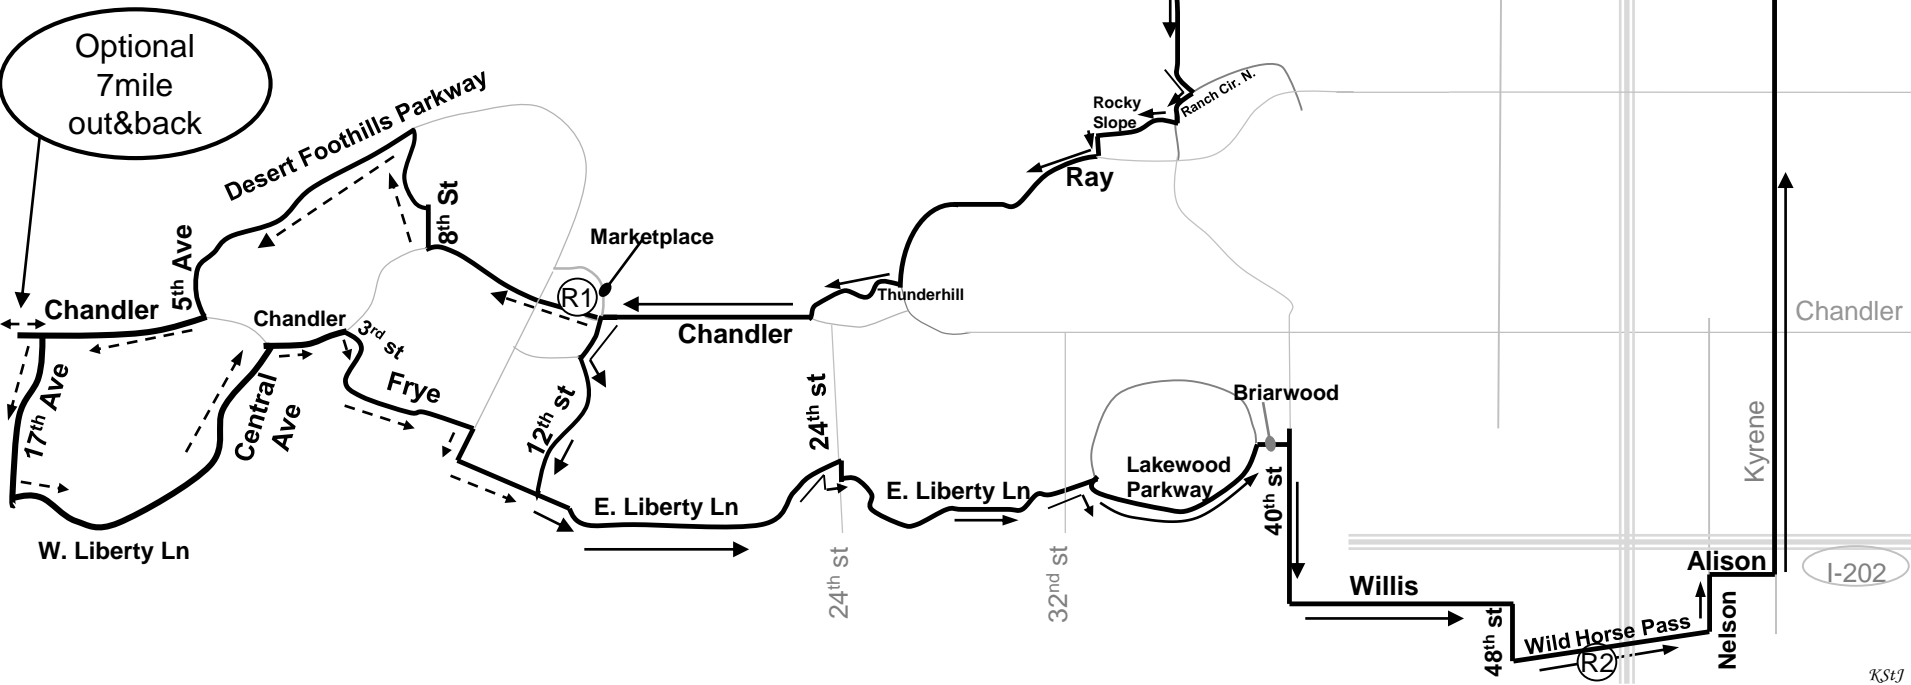 Optional
7mile
out&back
Desert Foothills Parkway
5th Ave
8th St
Marketplace
R1
Rocky
Slope
Ranch Cir. N.
Ray
Thunderhill
Chandler
Chandler
3rd st
Chandler
Chandler
17th Ave
Central
Ave
Frye
12th st
24th st
Briarwood
Lakewood
Parkway
40th st
Kyrene
W. Liberty Ln
E. Liberty Ln
E. Liberty Ln
24th st
32nd st
Willis
48th st
Wild Horse Pass
R2
Nelson
Alison
I-202
KStJ